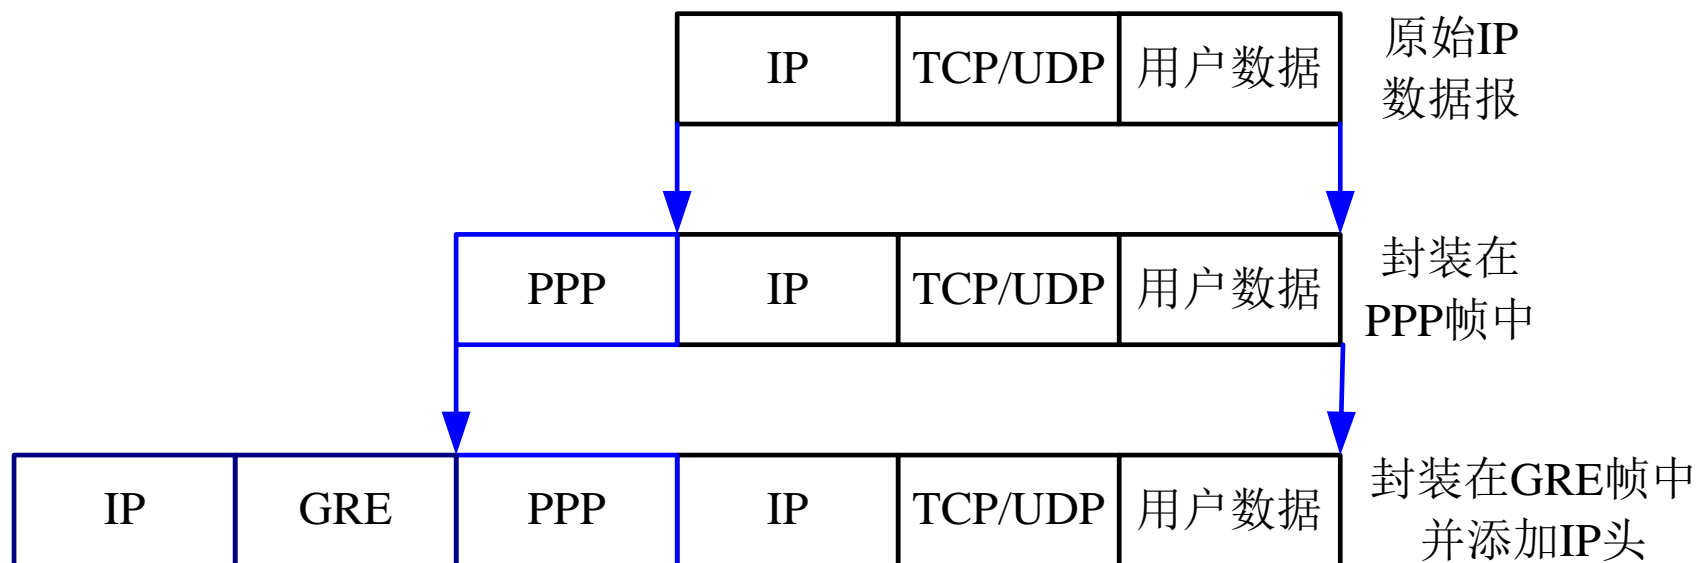 IP TCP/UDP 用户数据
原始IP
数据报
PPP IP TCP/UDP 用户数据
封装在
PPP帧中
IP GRE PPP IP TCP/UDP 用户数据
封装在GRE帧中
并添加IP头